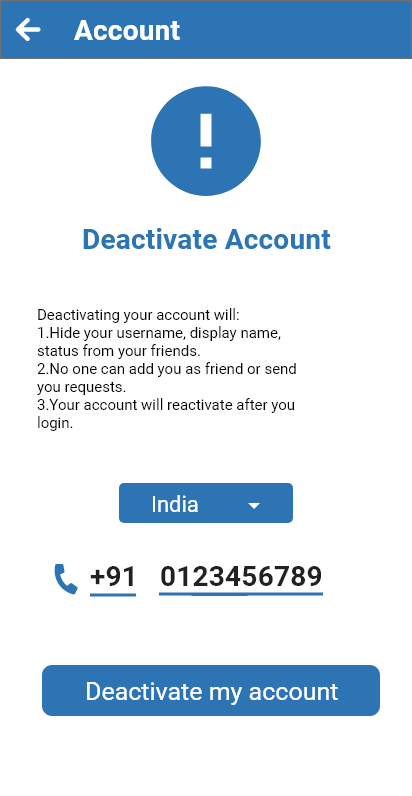 Account
!
Deactivate Account
Deactivating your account will:
1.Hide your username, display name,
status from your friends.
2.No one can add you as friend or send
you requests.
3.Your account will reactivate after you
login.
India
+91 0123456789
Deactivate my account